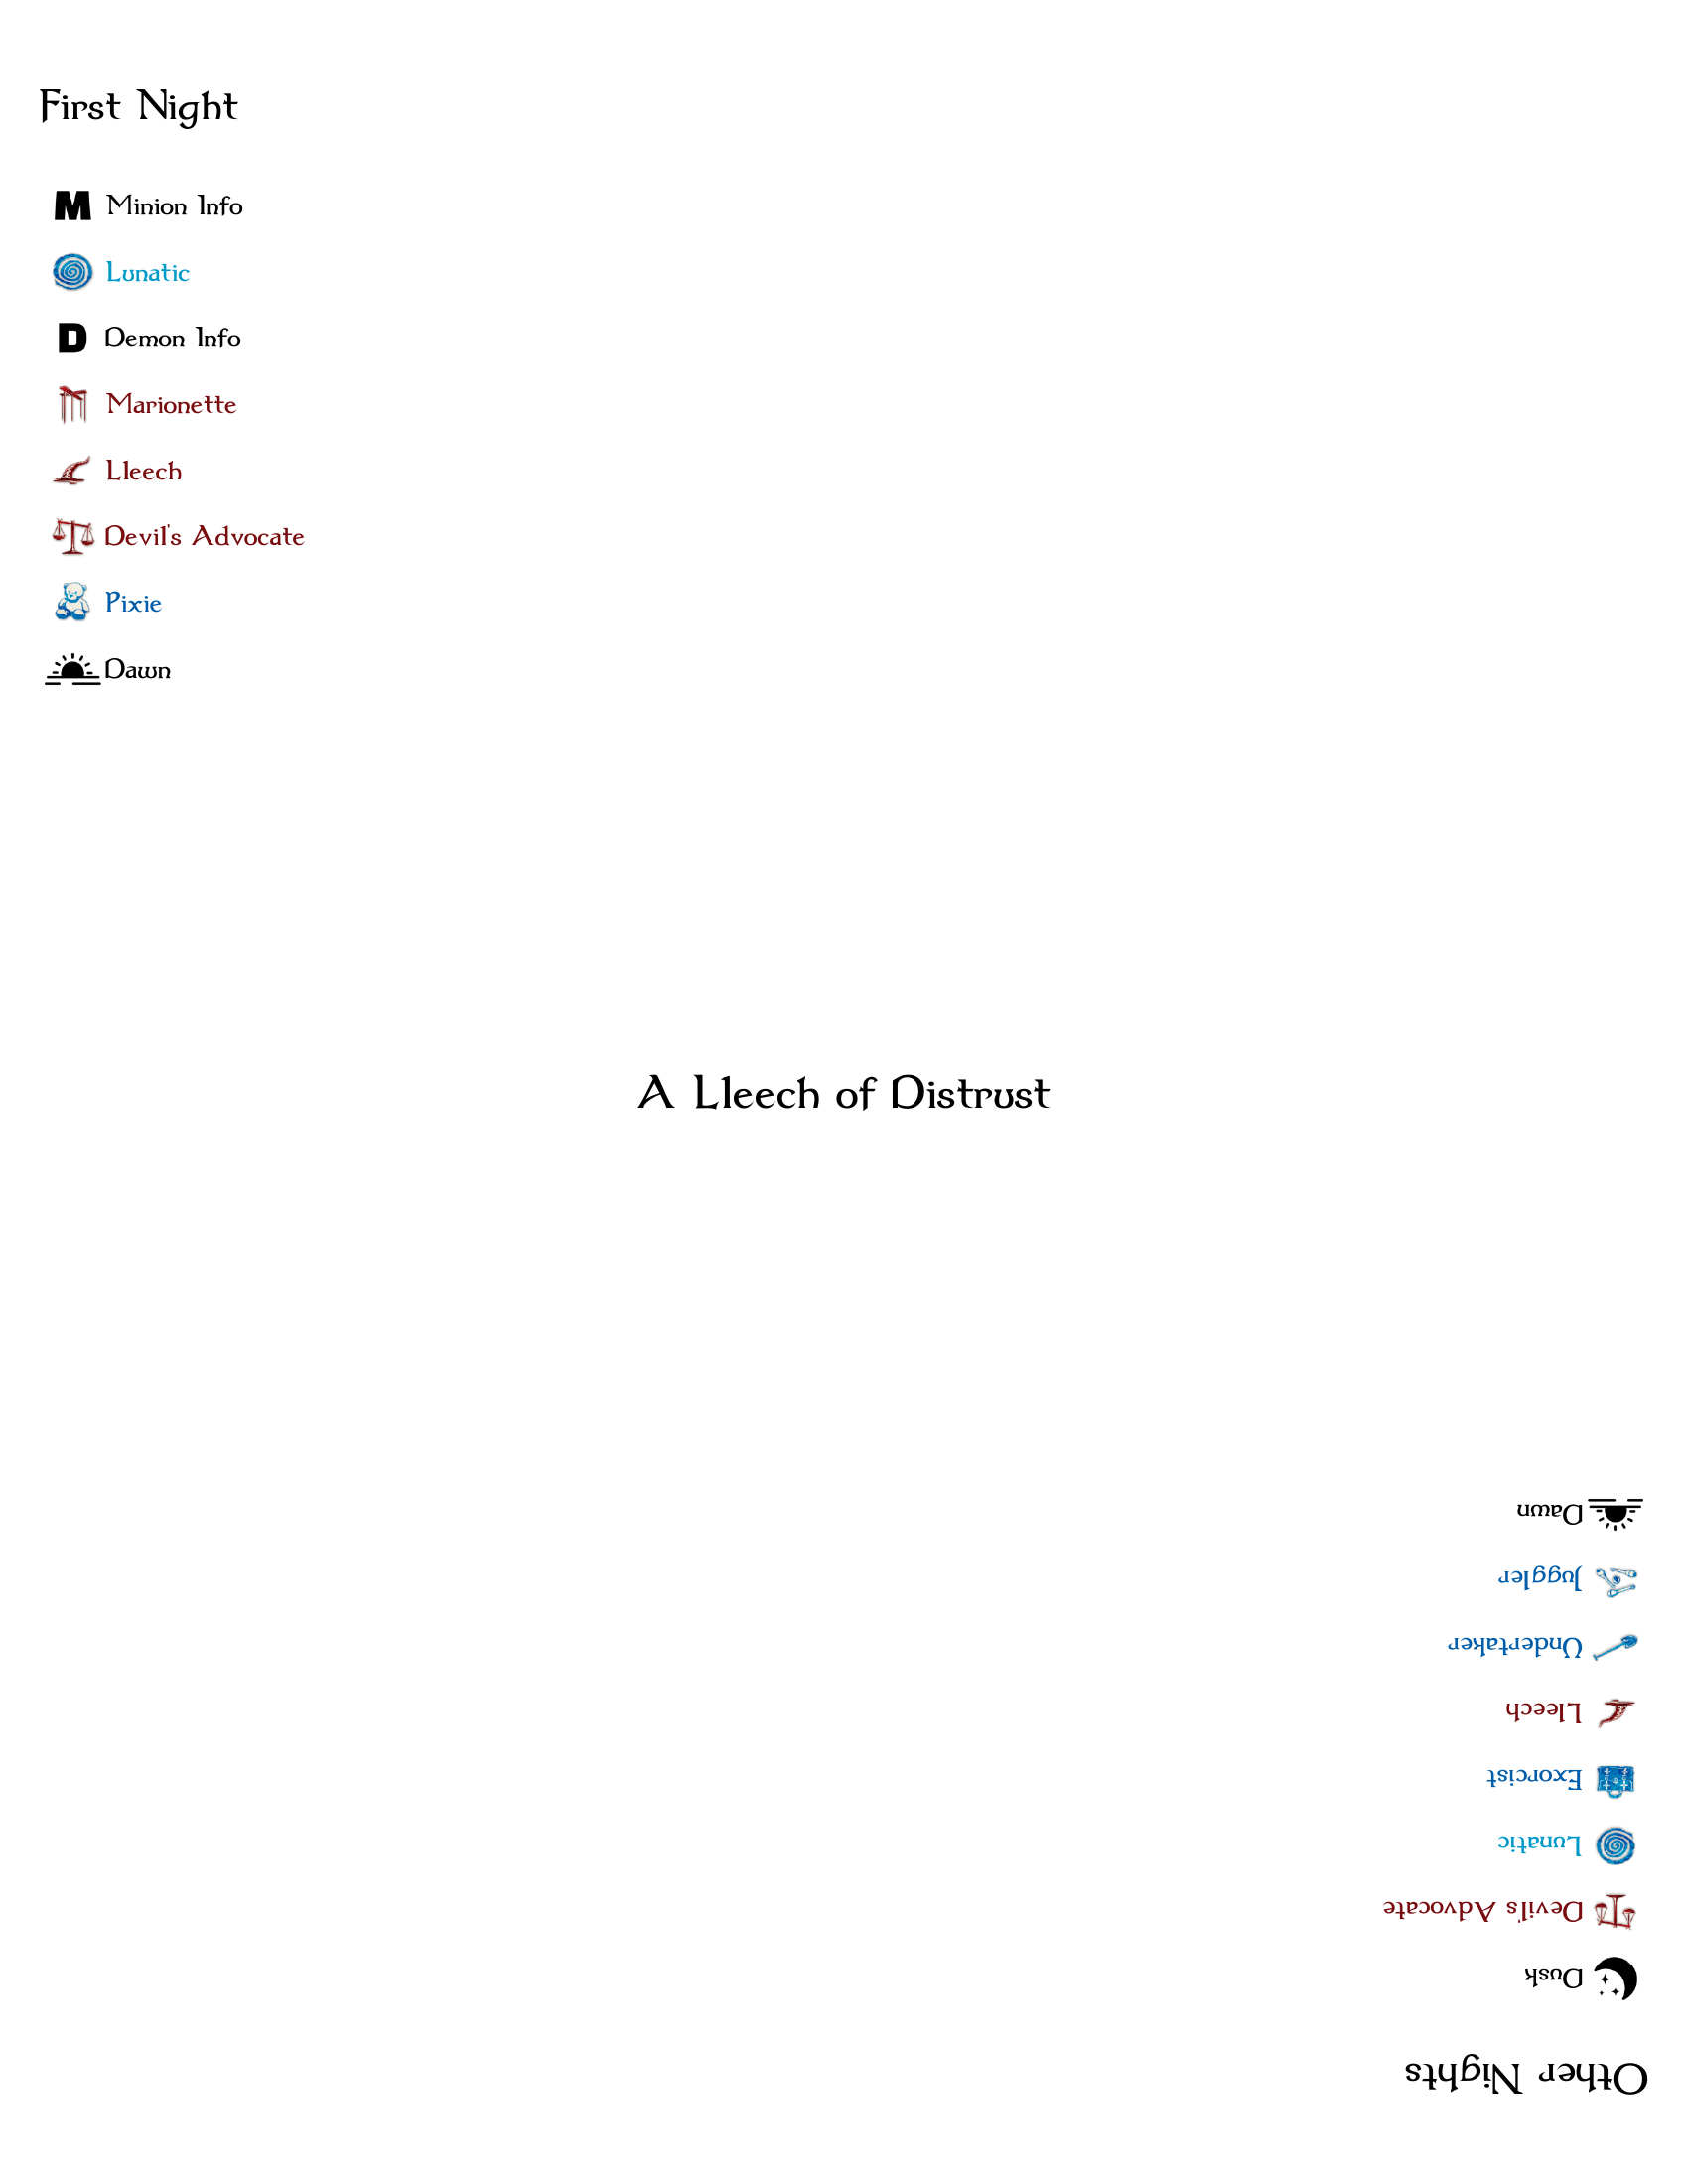 First Night
M Minion Info
Lunatic
D Demon Info
Marionette
Lleech
Devil's Advocate
Pixie
Dawn
A Lleech of Distrust
Other Nights
Dusk
Devil's Advocate
Lunatic
Exorcist
Lleech
Undertaker
Juggler
Dawn